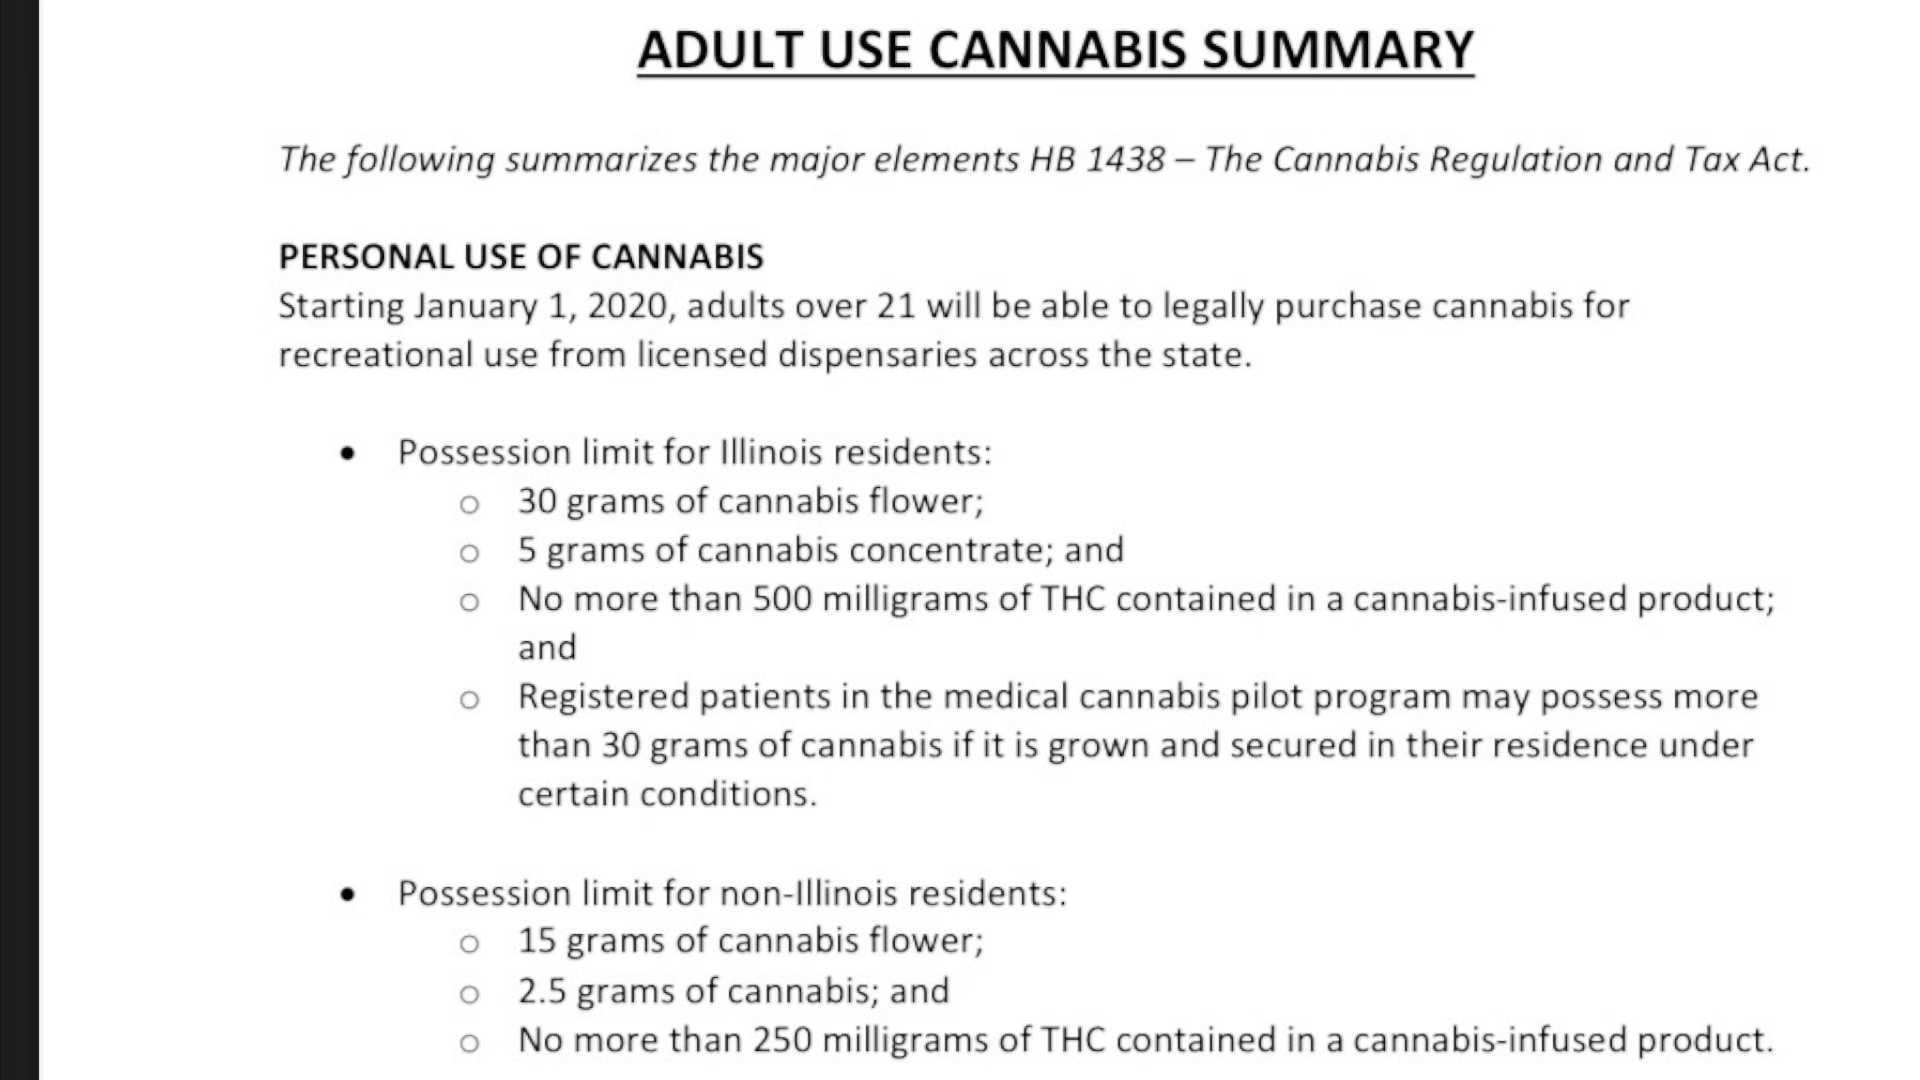 ADULT USE CANNABIS SUMMARY
The following summarizes the major elements HB 1438 – The Cannabis Regulation and Tax Act.
PERSONAL USE OF CANNABIS
Starting January 1, 2020, adults over 21 will be able to legally purchase cannabis for
recreational use from licensed dispensaries across the state.
• Possession limit for Illinois residents:
o 30 grams of cannabis flower;
o 5 grams of cannabis concentrate; and
o No more than 500 milligrams of THC contained in a cannabis-infused product;
and
o Registered patients in the medical cannabis pilot program may possess more
than 30 grams of cannabis if it is grown and secured in their residence under
certain conditions.
• Possession limit for non-Illinois residents:
o 15 grams of cannabis flower;
o 2.5 grams of cannabis; and
o No more than 250 milligrams of THC contained in a cannabis-infused product.